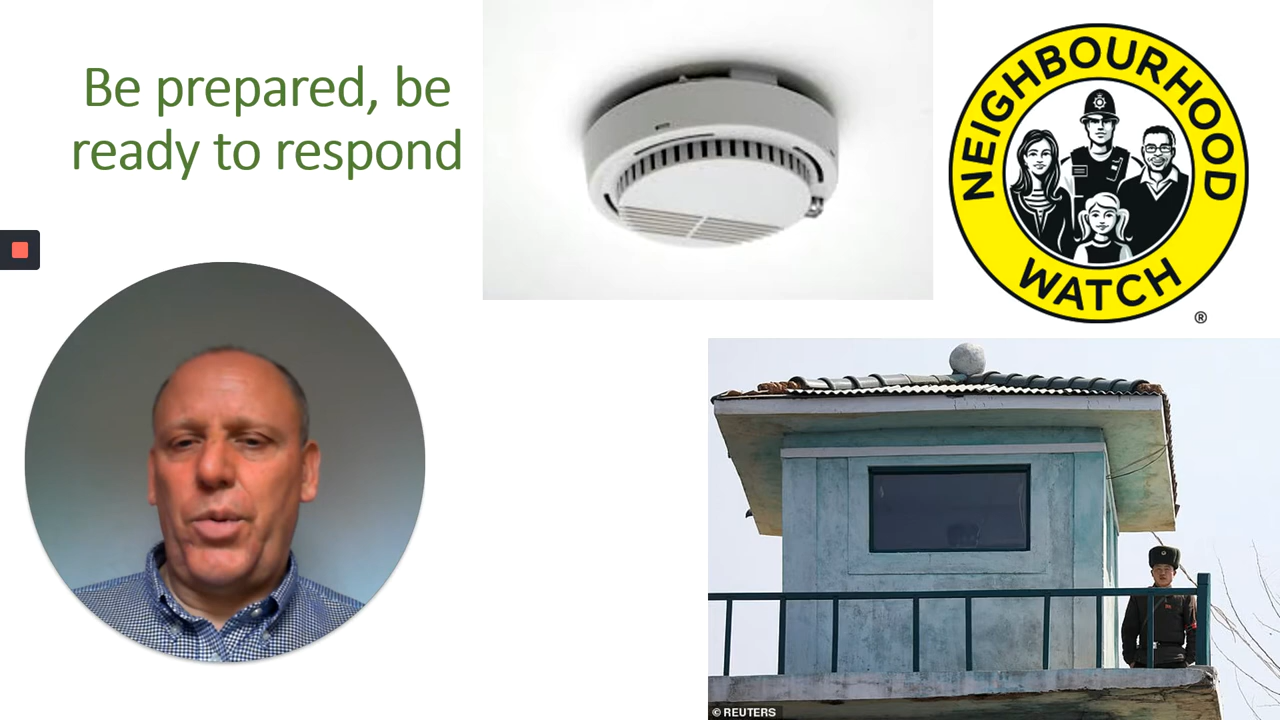 Be prepared, be
ready to respond
NEIGHBOURHOOD
WATCH
®
© REUTERS